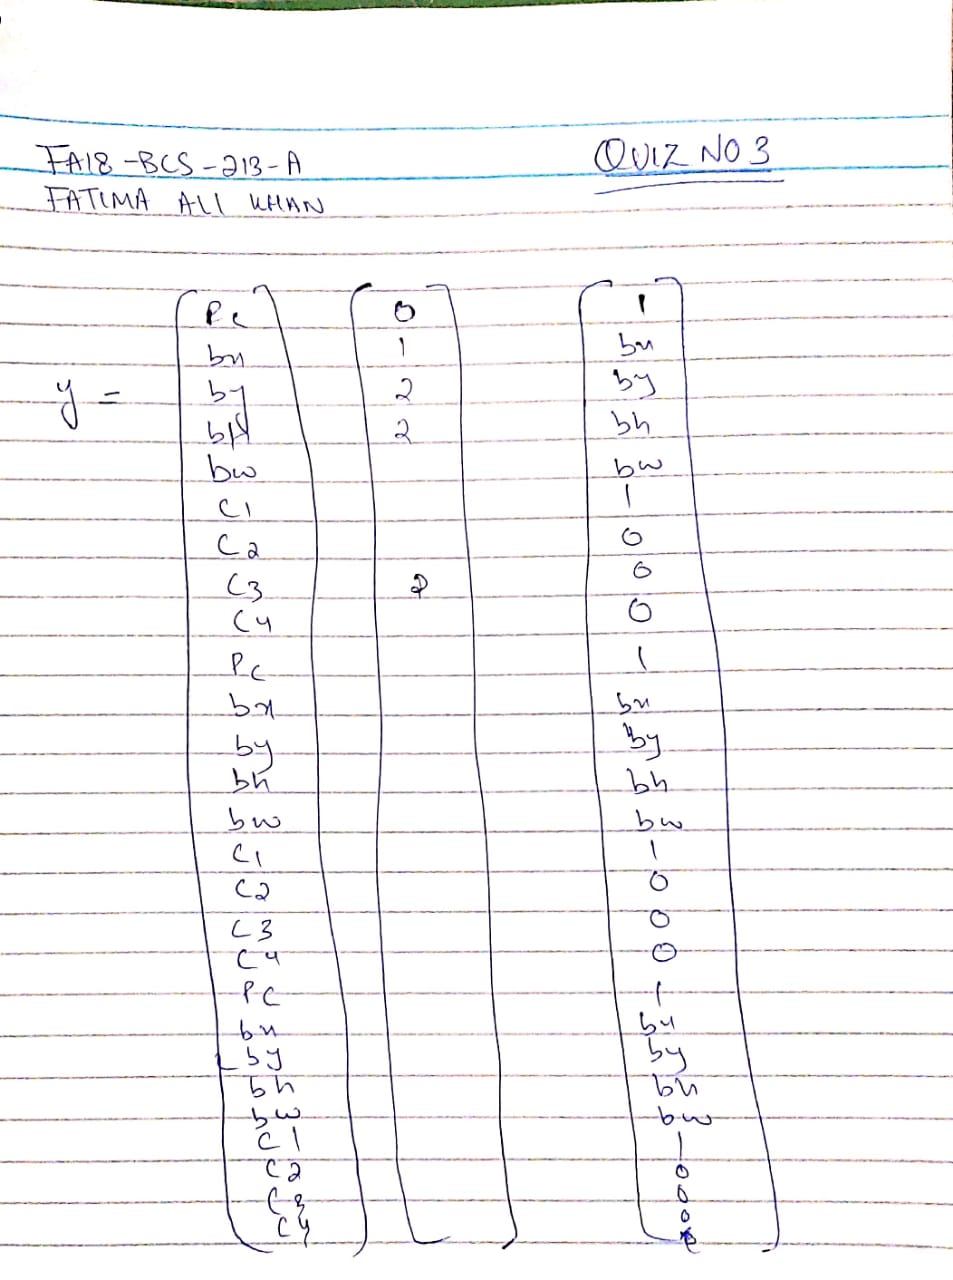 FA18-BCS-213-A QUIZ NO 3
FATIMA ALI KHAN
Pc 0 1
bx 1 bx
y = by 2 by
bh 2 bh
bw bw
C1 1
C2 0
C3 2 0
C4 0
Pc 1
bx bx
by by
bh bh
bw bw
C1 1
C2 0
C3 0
C4 0
PC 1
bx bx
by by
bh bh
bw bw
C1 1
C2 0
C3 0
C4 0